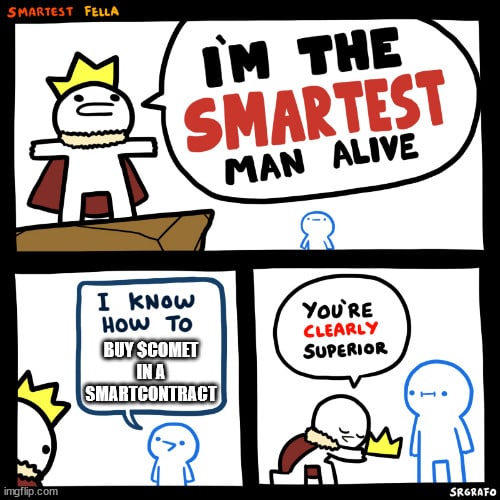 SMARTEST FELLA
I'M THE
SMARTEST
MAN ALIVE
I KNOW
HOW TO
BUY $COMET
IN A
SMARTCONTRACT
YOU'RE
CLEARLY
SUPERIOR
imgflip.com
SRGRAFO